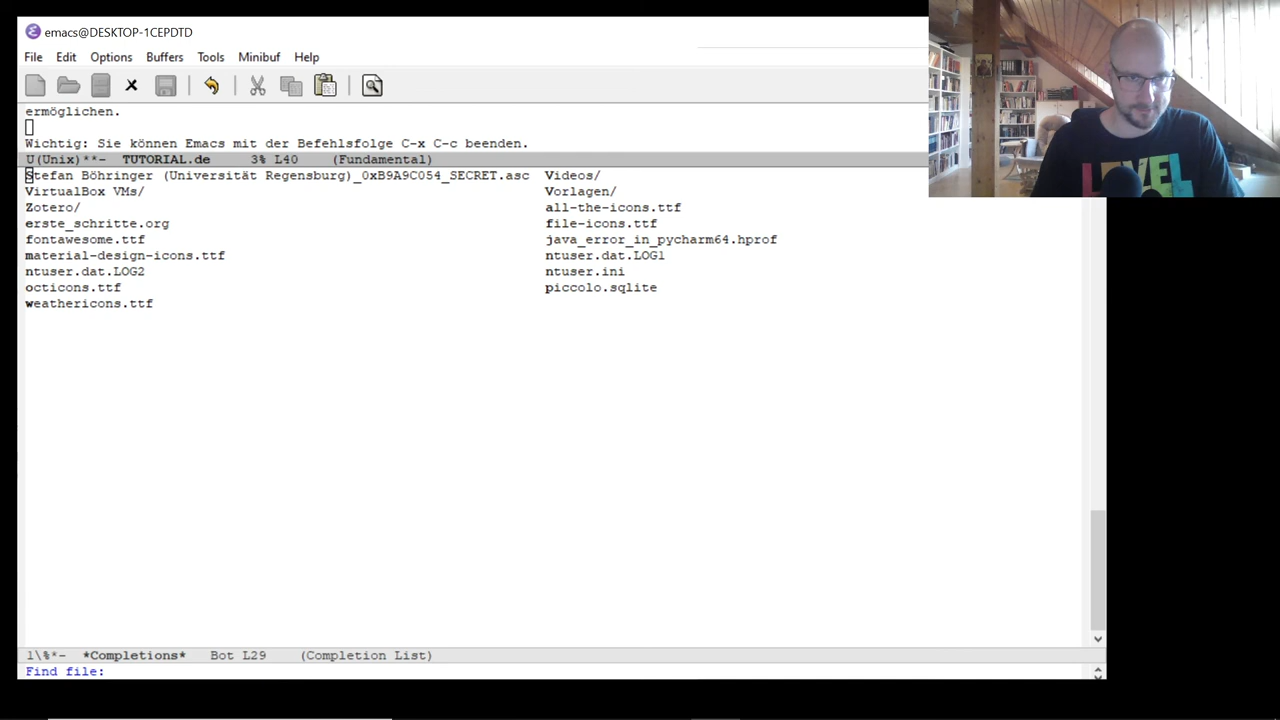 emacs@DESKTOP-1CEPDTD
File Edit Options Buffers Tools Minibuf Help
ermöglichen.
Wichtig: Sie können Emacs mit der Befehlsfolge C-x C-c beenden.
U(Unix)**- TUTORIAL.de 3% L40 (Fundamental)
Stefan Böhringer (Universität Regensburg)_0xB9A9C054_SECRET.asc Videos/
VirtualBox VMs/ Vorlagen/
Zotero/ all-the-icons.ttf
erste_schritte.org file-icons.ttf
fontawesome.ttf java_error_in_pycharm64.hprof
material-design-icons.ttf ntuser.dat.LOG1
ntuser.dat.LOG2 ntuser.ini
octicons.ttf piccolo.sqlite
weathericons.ttf
LEVEL
1\%*- *Completions* Bot L29 (Completion List)
Find file: